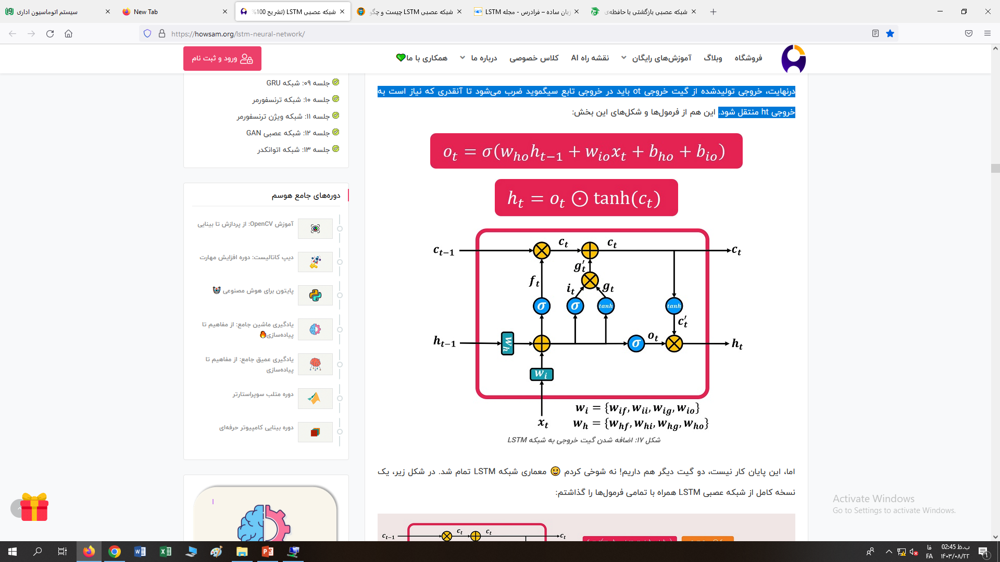 سیستم اتوماسیون اداری
New Tab
شبکه عصبی LSTM (تشریح 100%
شبکه عصبی LSTM چیست و چگو
زبان ساده – فرادرس - مجله LSTM
شبکه عصبی بازگشتی با حافظه‌ی
https://howsam.org/lstm-neural-network/
فروشگاه
وبلاگ
آموزش‌های رایگان
نقشه راه AI
کلاس خصوصی
درباره ما
همکاری با ما
ورود و ثبت نام
درنهایت، خروجی تولیدشده از گیت خروجی ot باید در خروجی تابع سیگموید ضرب می‌شود تا آنقدری که نیاز است به
خروجی ht منتقل شود. این هم از فرمول‌ها و شکل‌های این بخش:
o_t = σ(w_{ho}h_{t−1} + w_{io}x_t + b_{ho} + b_{io})
h_t = o_t ⊙ tanh(c_t)
c_{t−1}
c_t
c_t
c_t
g′_t
f_t
i_t
g_t
σ
σ
tanh
tanh
c′_t
h_{t−1}
w_h
σ
o_t
h_t
w_i
x_t
w_i = {w_{if}, w_{ii}, w_{ig}, w_{io}}
w_h = {w_{hf}, w_{hi}, w_{hg}, w_{ho}}
شکل ۱۷: اضافه شدن گیت خروجی به شبکه LSTM
اما، این پایان کار نیست، دو گیت دیگر هم داریم! نه شوخی کردم 😃 معماری شبکه LSTM تمام شد. در شکل زیر، یک
نسخه کامل از شبکه عصبی LSTM همراه با تمامی فرمول‌ها را گذاشتم:
c_{t−1}
c_t
c_t
c_t
جلسه ۰۹: شبکه GRU
جلسه ۱۰: شبکه ترنسفورمر
جلسه ۱۱: شبکه ویژن ترنسفورمر
جلسه ۱۲: شبکه عصبی GAN
جلسه ۱۳: شبکه اتوانکدر
دوره‌های جامع هوسم
آموزش OpenCV: از پردازش تا بینایی
دیپ کاتالیست: دوره افزایش مهارت
پایتون برای هوش مصنوعی
یادگیری ماشین جامع: از مفاهیم تا
پیاده‌سازی🔥
یادگیری عمیق جامع: از مفاهیم تا
پیاده‌سازی
دوره متلب سوپراستارتر
دوره بینایی کامپیوتر حرفه‌ای
Activate Windows
Go to Settings to activate Windows.
فا
FA
02:45 ب.ظ
۱۴۰۳/۰۸/۲۲
۱